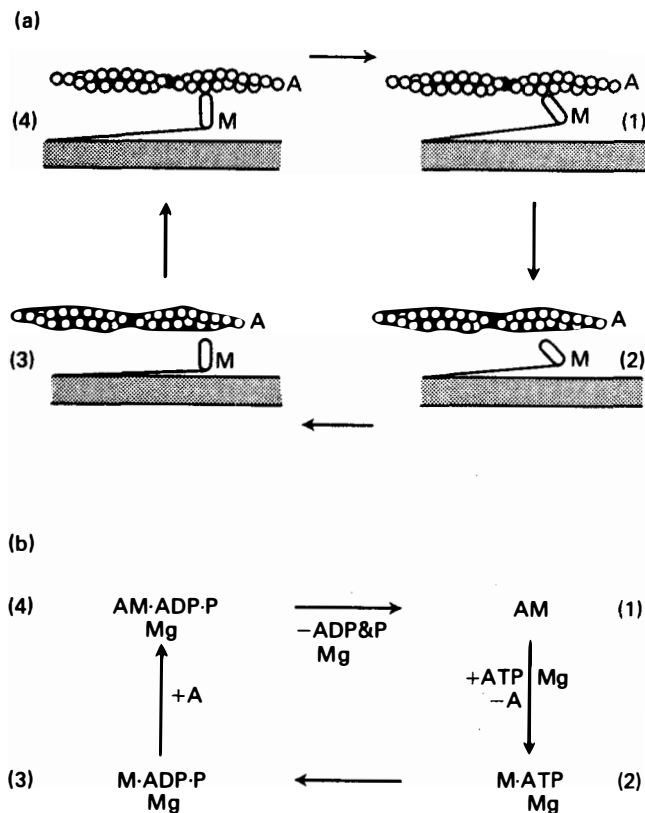 (a)
A
A
(4) M
M (1)
A
A
(3) M
M (2)
(b)
(4) AM·ADP·P AM (1)
Mg
−ADP&P
Mg
+ATP Mg
−A
+A
(3) M·ADP·P M·ATP (2)
Mg Mg